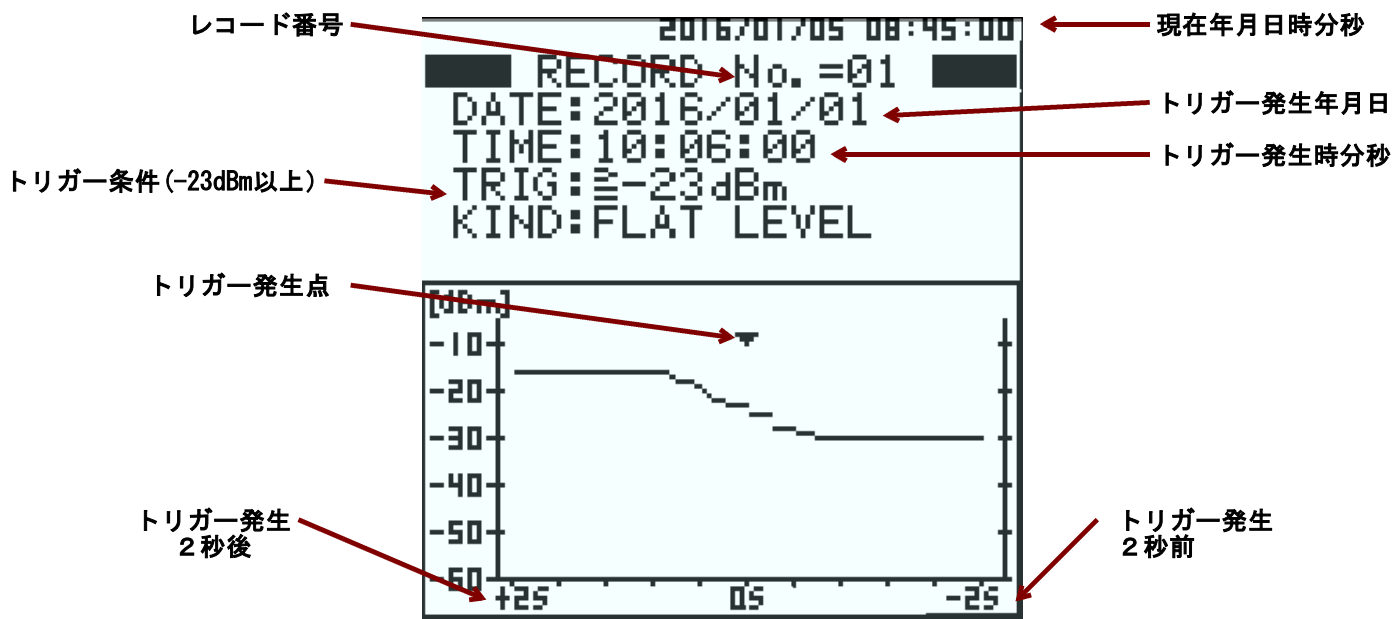 レコード番号
2016/01/05 08:45:00
現在年月日時分秒
RECORD No.=01
DATE:2016/01/01
トリガー発生年月日
TIME:10:06:00
トリガー発生時分秒
トリガー条件(-23dBm以上)
TRIG:≧-23dBm
KIND:FLAT LEVEL
トリガー発生点
[dBm]
-10
-20
-30
-40
-50
-60
トリガー発生
2秒後
トリガー発生
2秒前
+2S
0S
-2S